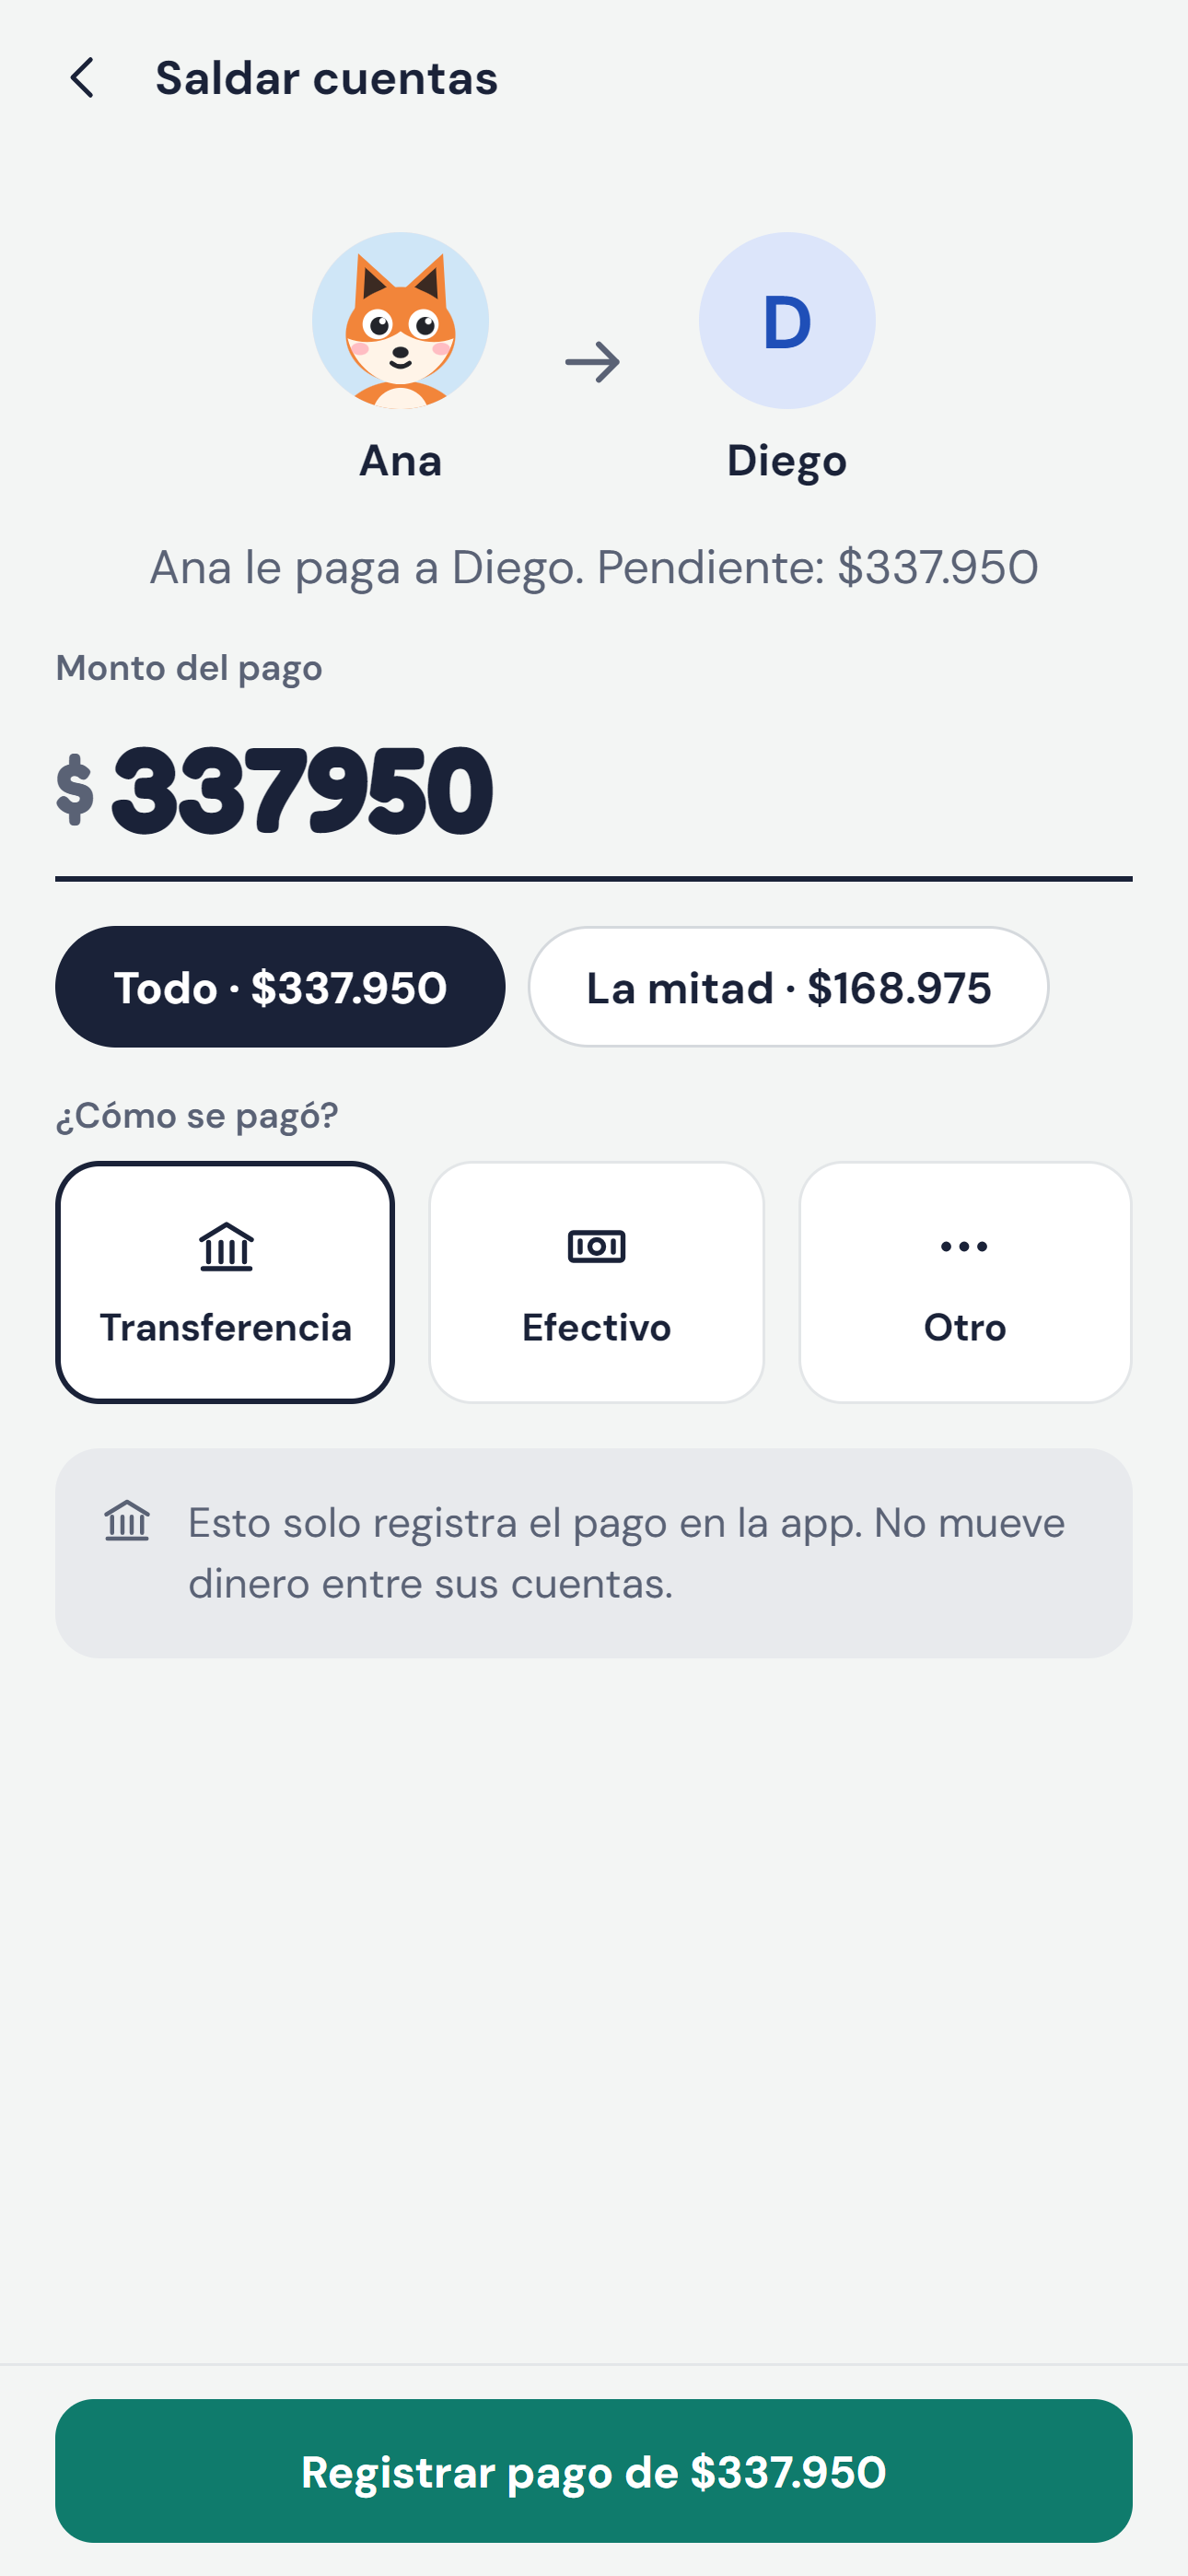 Saldar cuentas
D
Ana
Diego
Ana le paga a Diego. Pendiente: $337.950
Monto del pago
$ 337950
Todo · $337.950
La mitad · $168.975
¿Cómo se pagó?
Transferencia
Efectivo
Otro
Esto solo registra el pago en la app. No mueve
dinero entre sus cuentas.
Registrar pago de $337.950